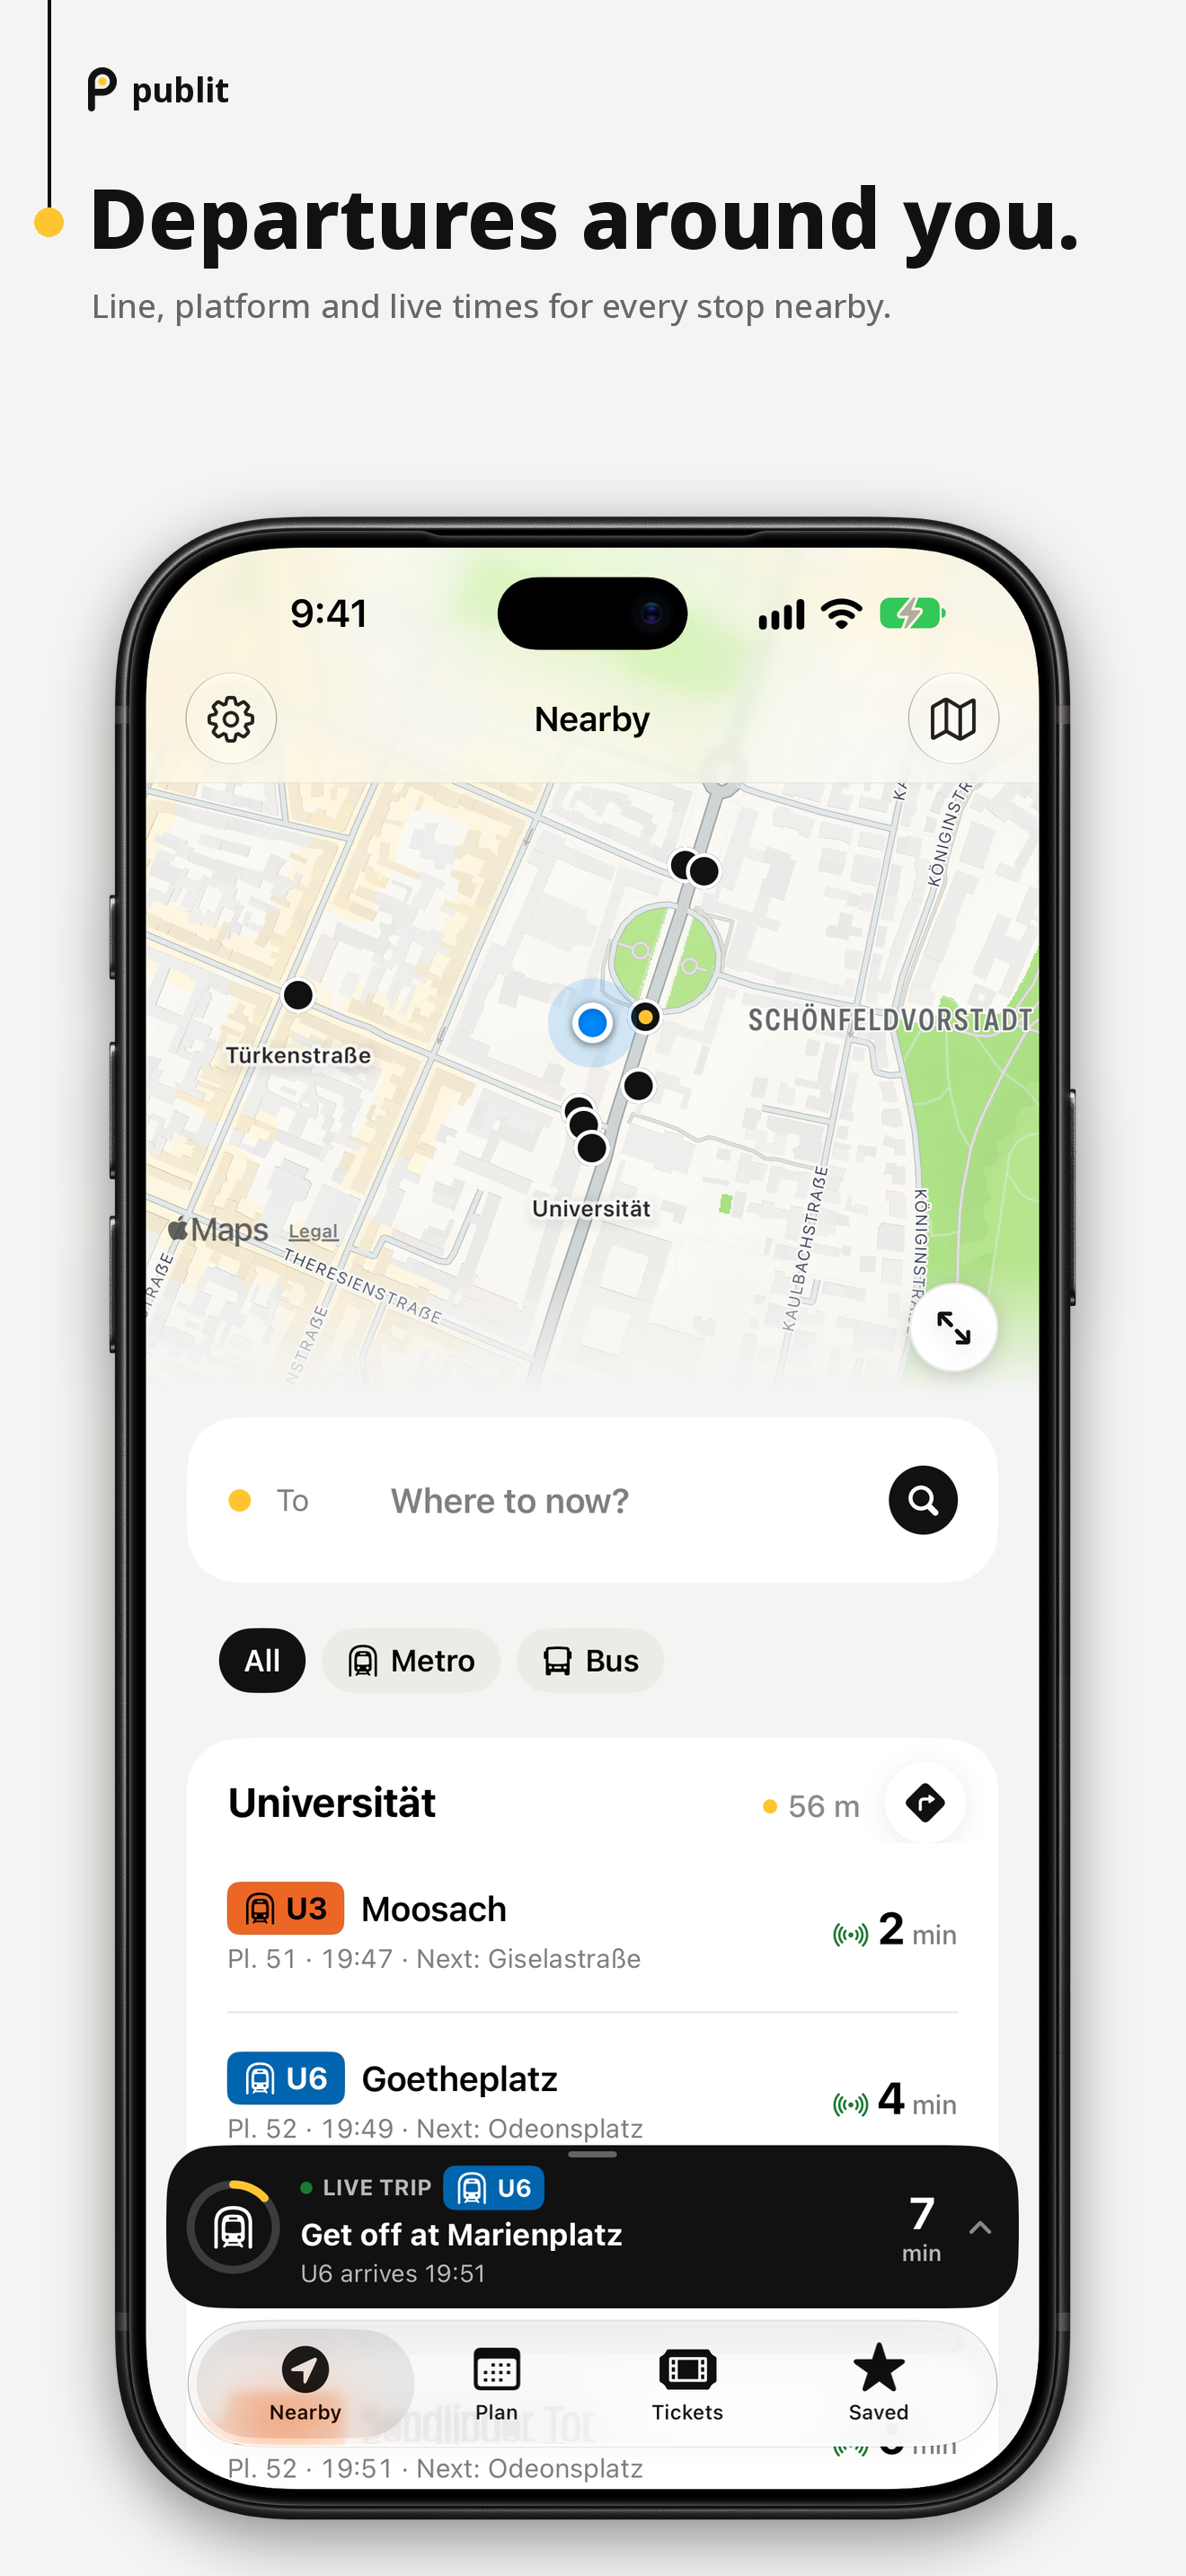 publit
Departures around you.
Line, platform and live times for every stop nearby.
9:41
Nearby
KÖNIGINSTR
SCHÖNFELDVORSTADT
Türkenstraße
Universität
Maps Legal
THERESIENSTRAßE
KAULBACHSTRAßE
To Where to now?
All Metro Bus
Universität 56 m
U3 Moosach
Pl. 51 · 19:47 · Next: Giselastraße
2 min
U6 Goetheplatz
Pl. 52 · 19:49 · Next: Odeonsplatz
4 min
LIVE TRIP U6
Get off at Marienplatz
U6 arrives 19:51
7 min
Nearby Plan Tickets Saved
Pl. 52 · 19:51 · Next: Odeonsplatz
min